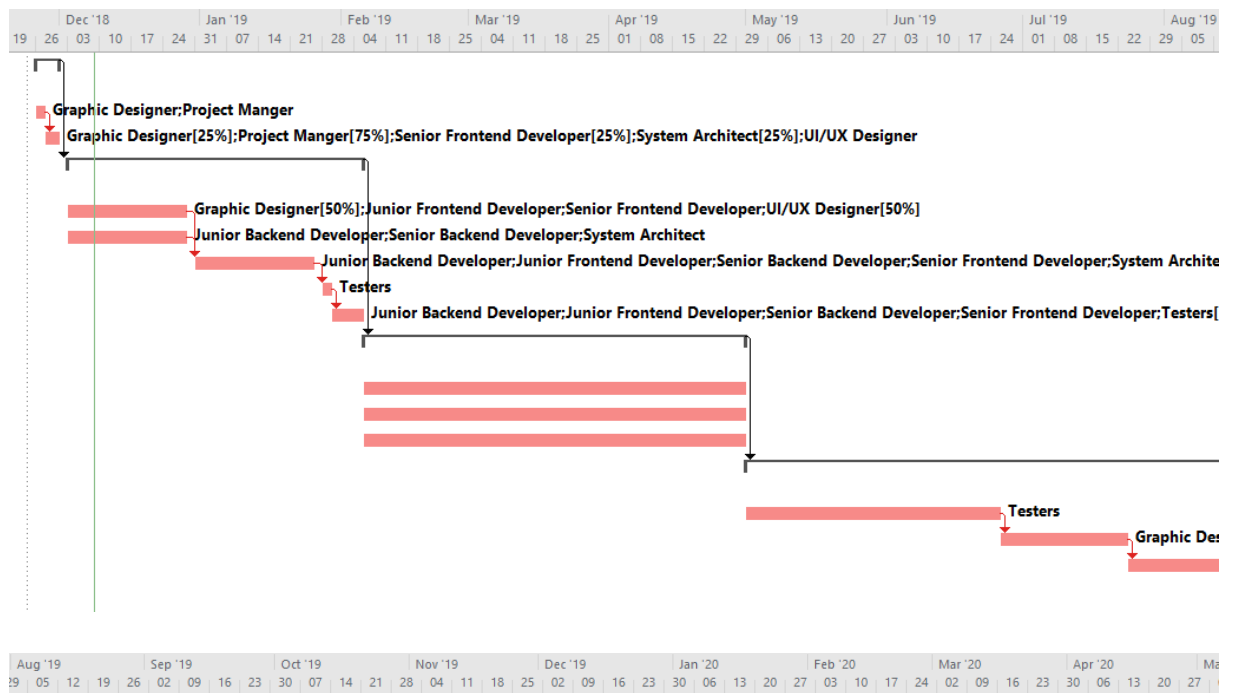 Dec '18 Jan '19 Feb '19 Mar '19 Apr '19 May '19 Jun '19 Jul '19 Aug '19
19 26 03 10 17 24 31 07 14 21 28 04 11 18 25 04 11 18 25 01 08 15 22 29 06 13 20 27 03 10 17 24 01 08 15 22 29 05
Graphic Designer;Project Manger
Graphic Designer[25%];Project Manger[75%];Senior Frontend Developer[25%];System Architect[25%];UI/UX Designer
Graphic Designer[50%];Junior Frontend Developer;Senior Frontend Developer;UI/UX Designer[50%]
Junior Backend Developer;Senior Backend Developer;System Architect
Junior Backend Developer;Junior Frontend Developer;Senior Backend Developer;Senior Frontend Developer;System Archite
Testers
Junior Backend Developer;Junior Frontend Developer;Senior Backend Developer;Senior Frontend Developer;Testers[
Testers
Graphic Des
Aug '19 Sep '19 Oct '19 Nov '19 Dec '19 Jan '20 Feb '20 Mar '20 Apr '20 Ma
29 05 12 19 26 02 09 16 23 30 07 14 21 28 04 11 18 25 02 09 16 23 30 06 13 20 27 03 10 17 24 02 09 16 23 30 06 13 20 27